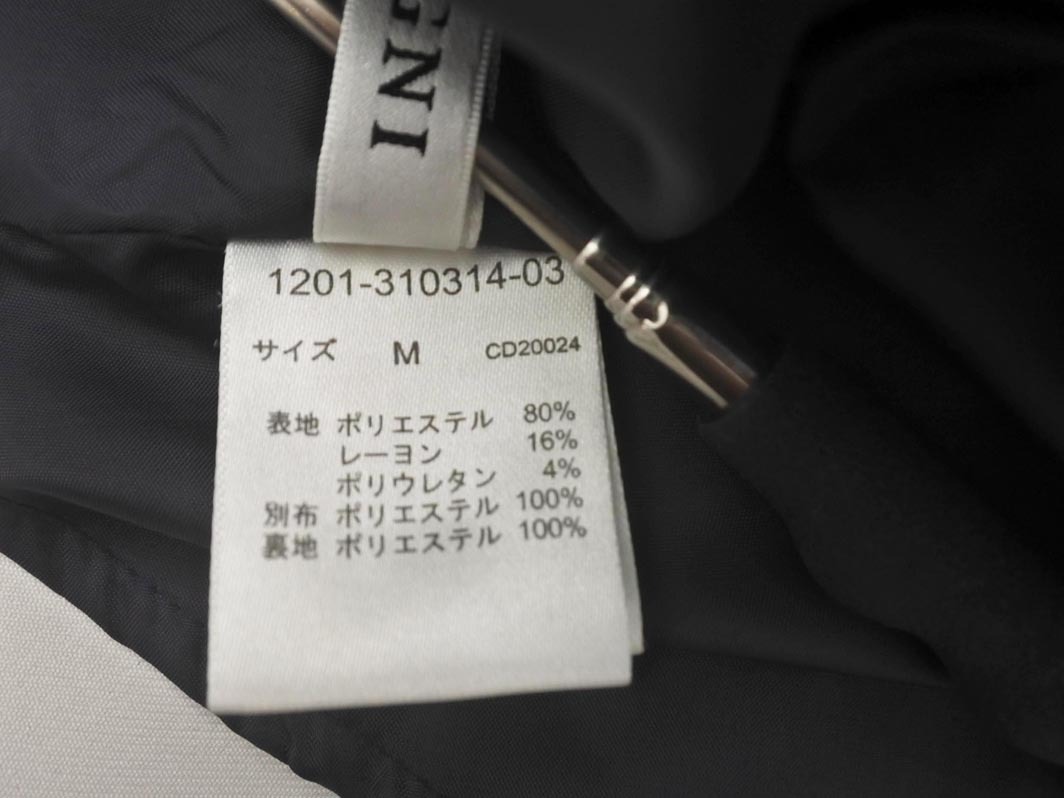 GNI
1201-310314-03
サイズ M CD20024
表地 ポリエステル 80%
レーヨン 16%
ポリウレタン 4%
別布 ポリエステル 100%
裏地 ポリエステル 100%